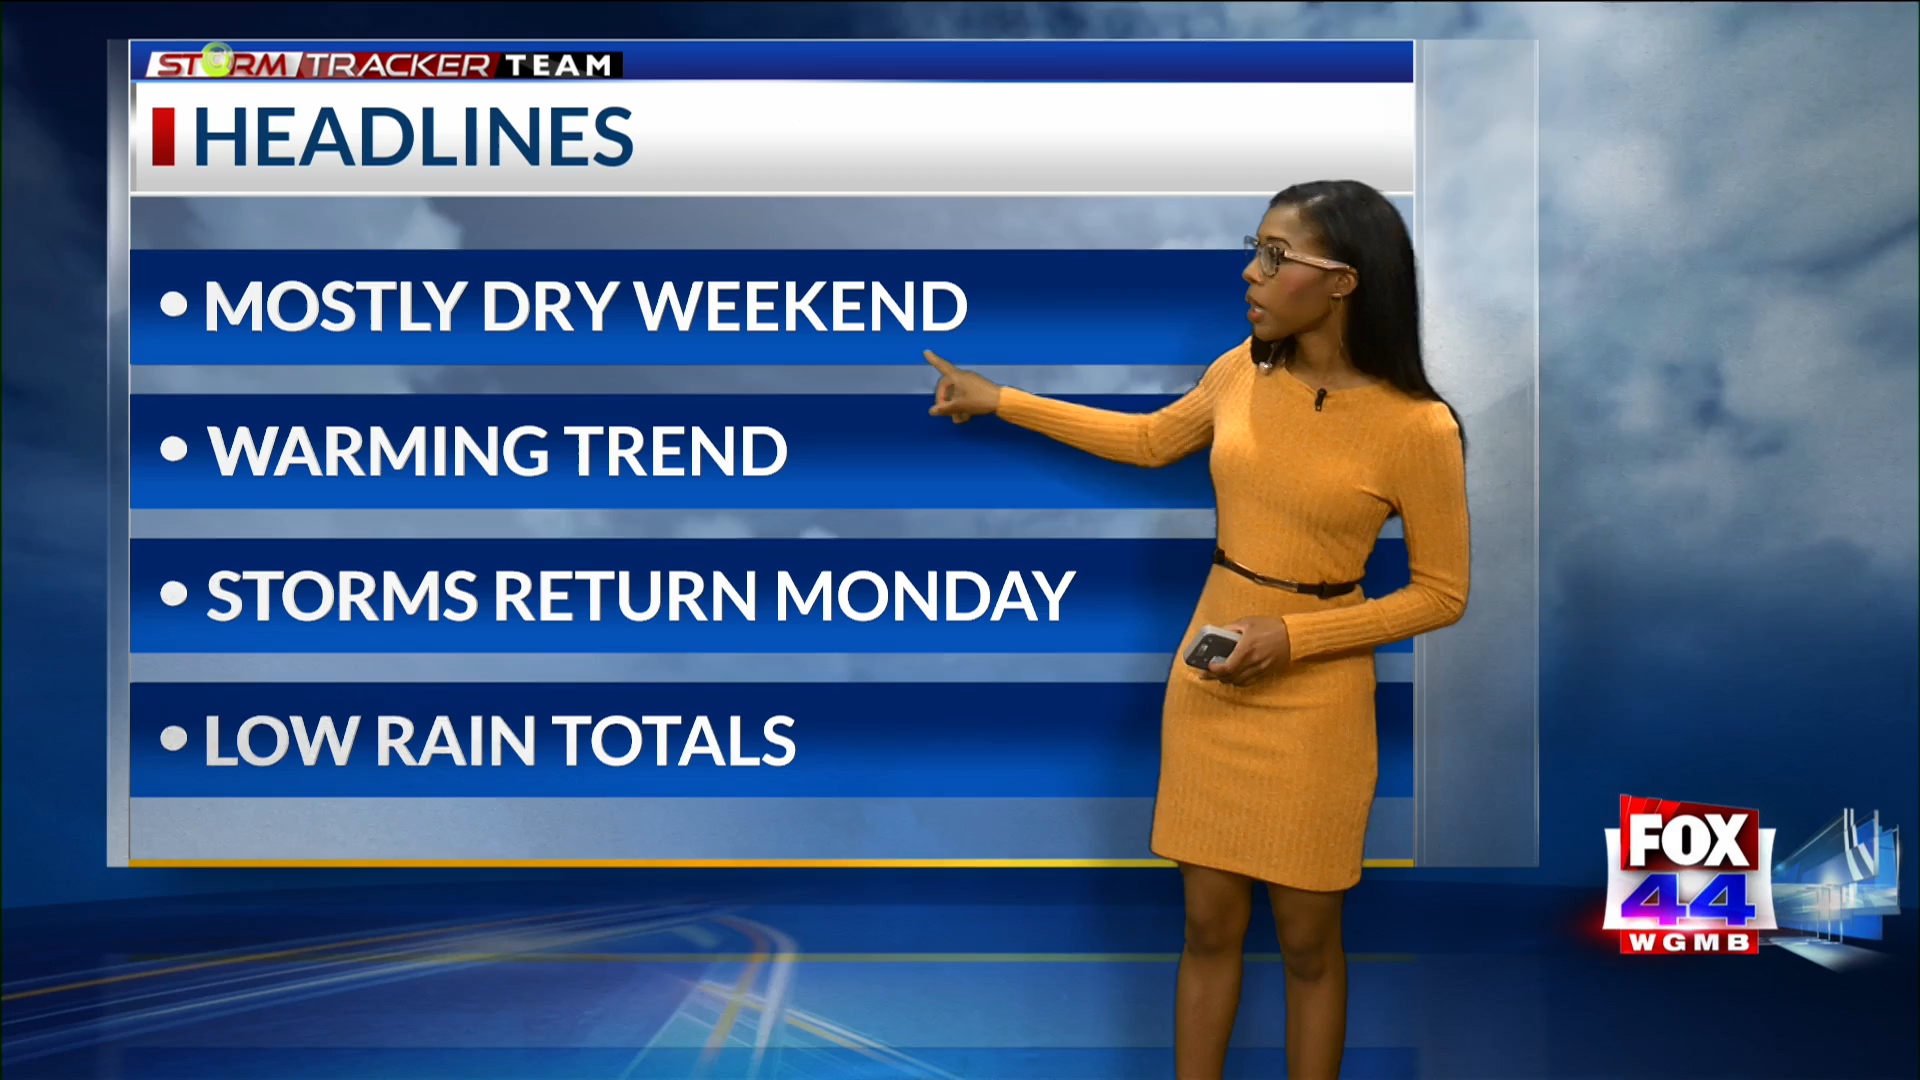 STORM TRACKER TEAM
HEADLINES
• MOSTLY DRY WEEKEND
• WARMING TREND
• STORMS RETURN MONDAY
• LOW RAIN TOTALS
FOX
44
WGMB